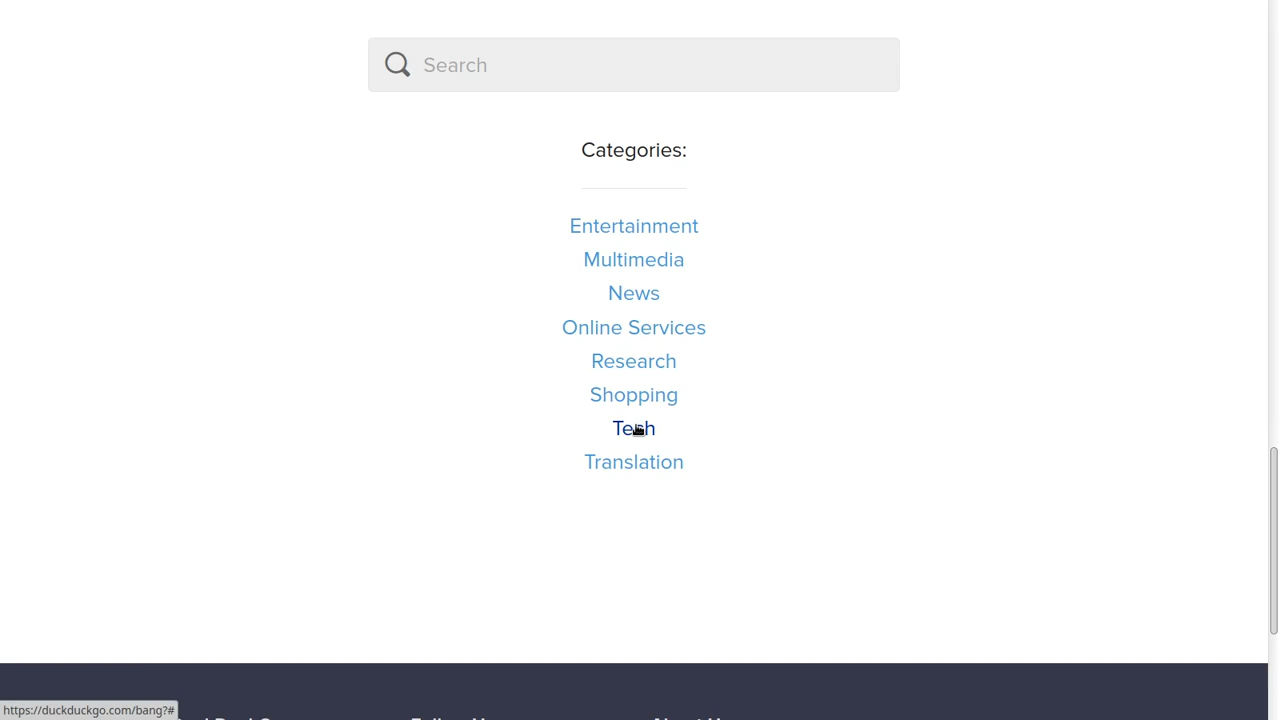 Search
Categories:
Entertainment
Multimedia
News
Online Services
Research
Shopping
Tech
Translation
https://duckduckgo.com/bang?#